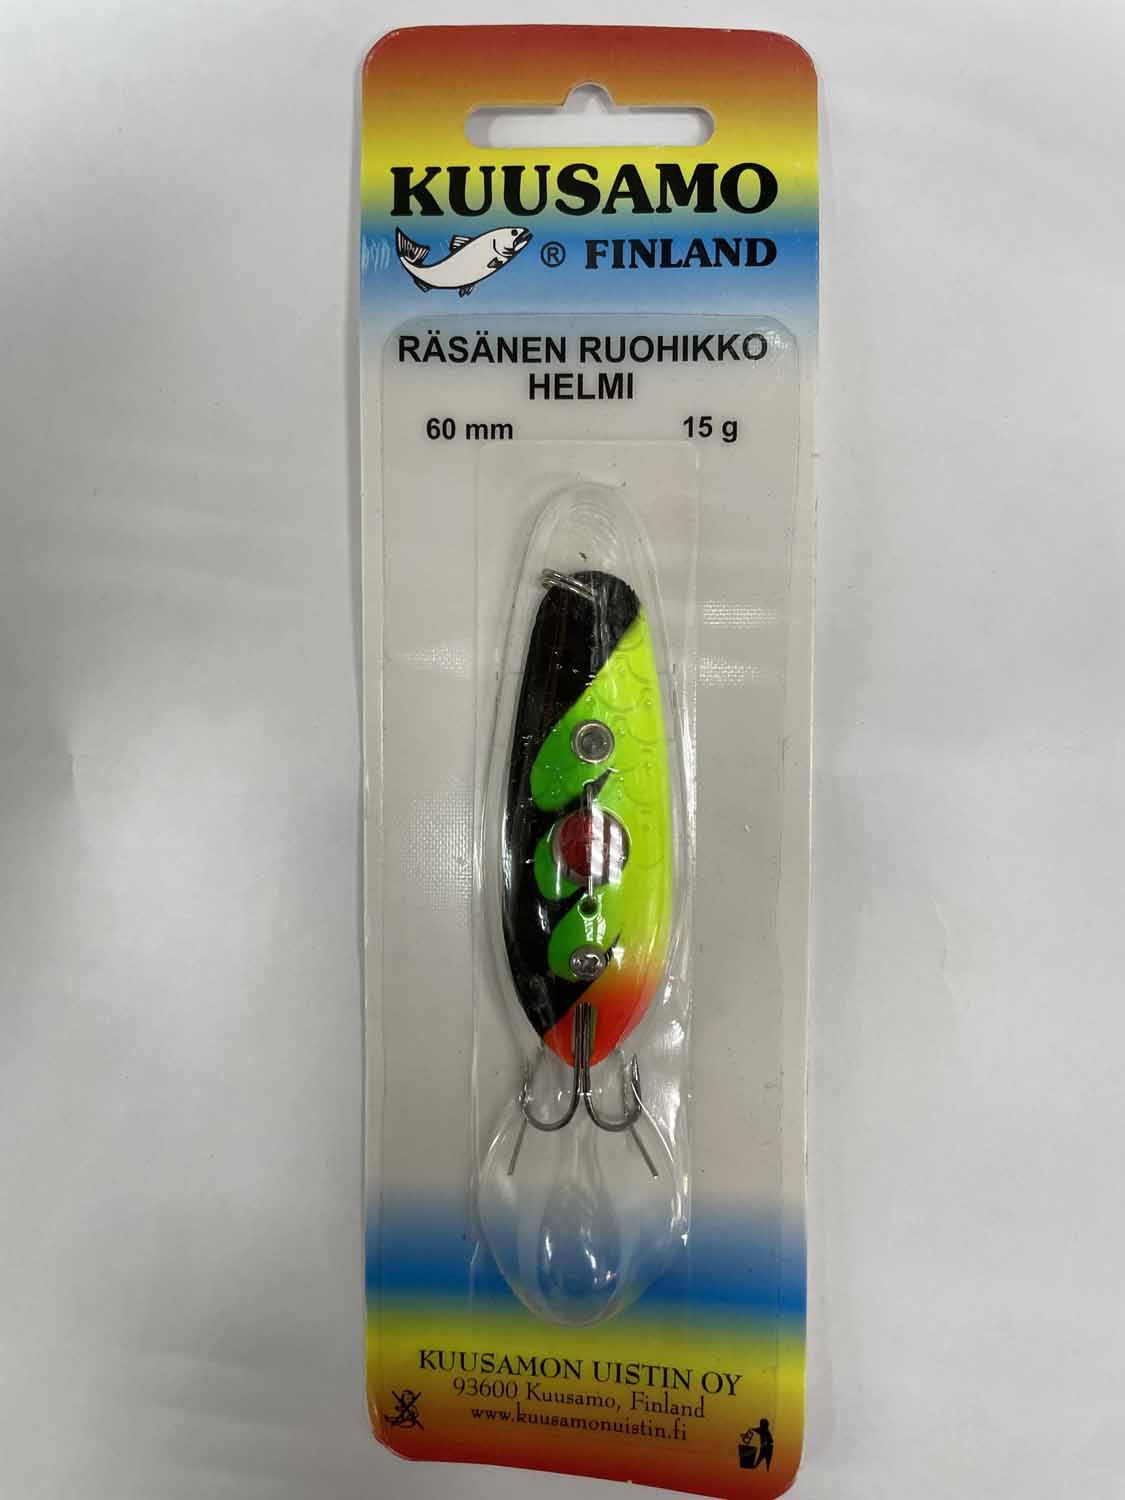 KUUSAMO
® FINLAND
RÄSÄNEN RUOHIKKO
HELMI
60 mm 15 g
KUUSAMON UISTIN OY
93600 Kuusamo, Finland
www.kuusamonuistin.fi